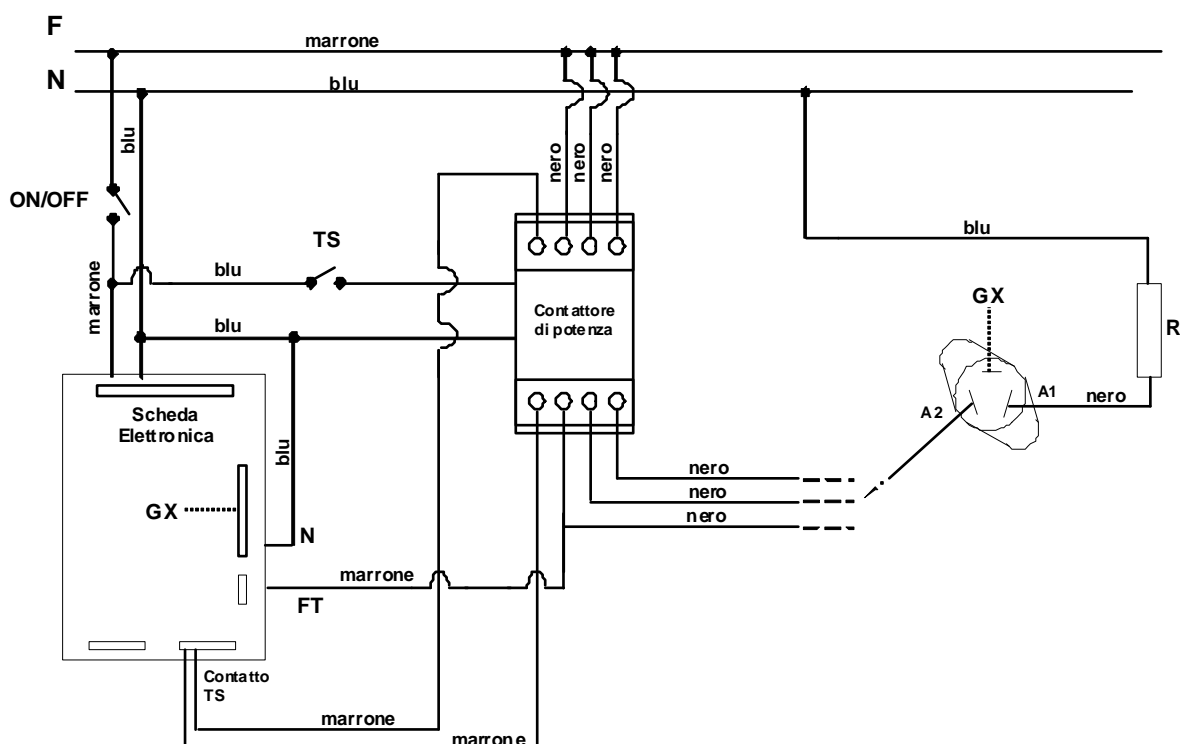 F
marrone
N
blu
blu
nero
nero
nero
ON/OFF
TS
blu
blu
marrone
blu
Contattore
di potenza
GX
R
A1
nero
A2
Scheda
Elettronica
blu
nero
nero
nero
GX
N
marrone
FT
Contatto
TS
marrone
marrone